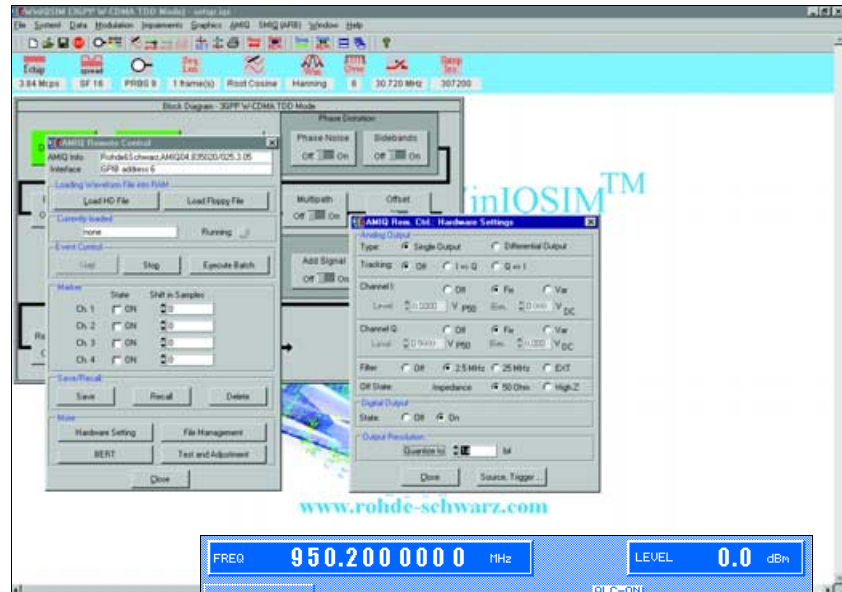 WinIQSIM [3GPP W-CDMA TDD Mode] - setup.iqs
File System Data Modulation Impairments Graphics AMIQ SMIQ (ARB) Window Help
3.84 Mcps SF 16 PRBS 9 1 frame(s) Root Cosine Hanning 8 30.720 MHz 307200
Block Diagram - 3GPP W-CDMA TDD Mode
Phase Distortion
Phase Noise Sidebands
Off On Off On
Multipath Offset
Off On
Add Signal
Off On
WinIQSIM TM
AMIQ Remote Control
AMIQ Info: Rohde&Schwarz,AMIQ04,835020/025,3.05
Interface GPIB address 6
Loading Waveform File into RAM
Load HD File Load Floppy File
Currently loaded
none Running
Event Control
Stop Execute Batch
Marker
State Shift in Samples
Ch. 1 ON 0
Ch. 2 ON 0
Ch. 3 ON 0
Ch. 4 ON 0
Save/Recall
Save Recall Delete
More
Hardware Setting File Management
BERT Test and Adjustment
Close
AMIQ Rem. Ctrl.: Hardware Settings
Analog Output
Type: Single Output Differential Output
Tracking: Off I => Q Q => I
Channel I: Off Fix Var
Level V P50 V DC
Channel Q: Off Fix Var
Level V P50 V DC
Filter: Off 2.5 MHz 25 MHz EXT
Off State: Impedance 50 Ohm High Z
Digital Output
State: Off On
Output Resolution
Quantize to bit
Close Source, Trigger ...
www.rohde-schwarz.com
FREQ 950.200 000 0 MHz LEVEL 0.0 dBm
ALC-ON